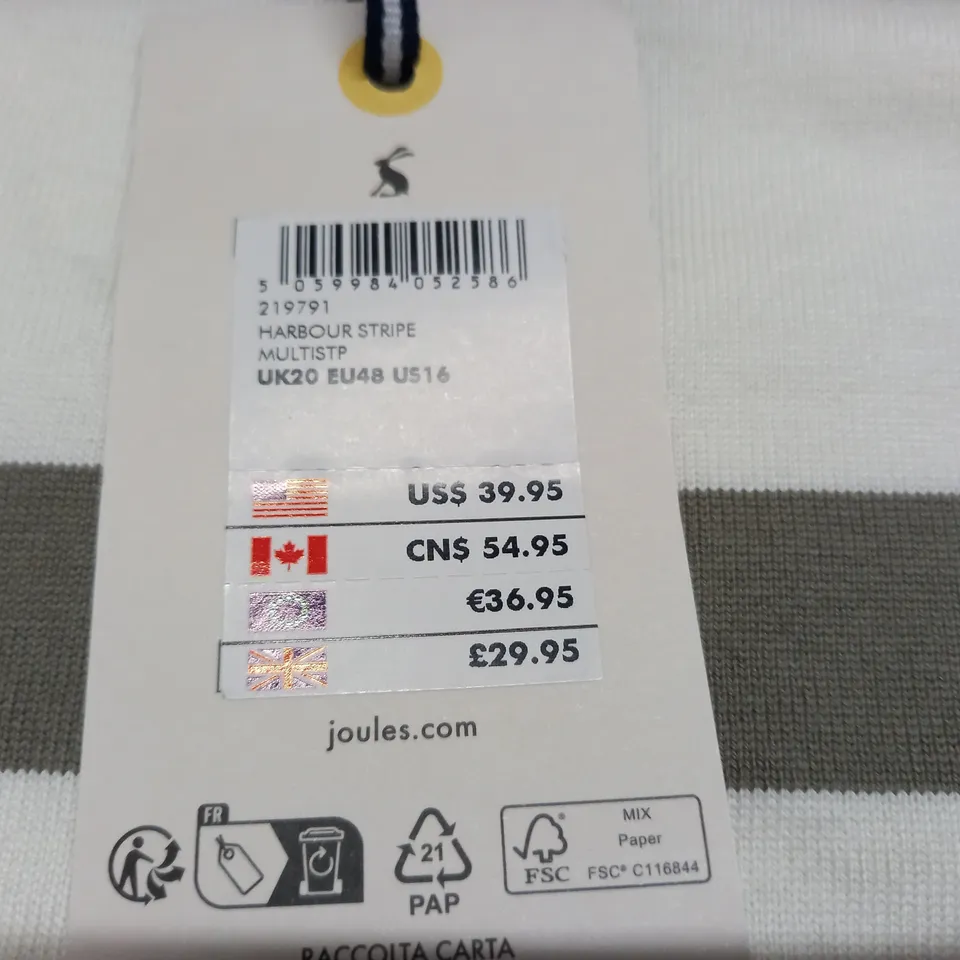 5 059984 052586
219791
HARBOUR STRIPE
MULTISTP
UK20 EU48 US16
US$ 39.95
CN$ 54.95
€36.95
£29.95
joules.com
FR
21
PAP
FSC®
MIX
Paper
FSC® C116844
RACCOLTA CARTA